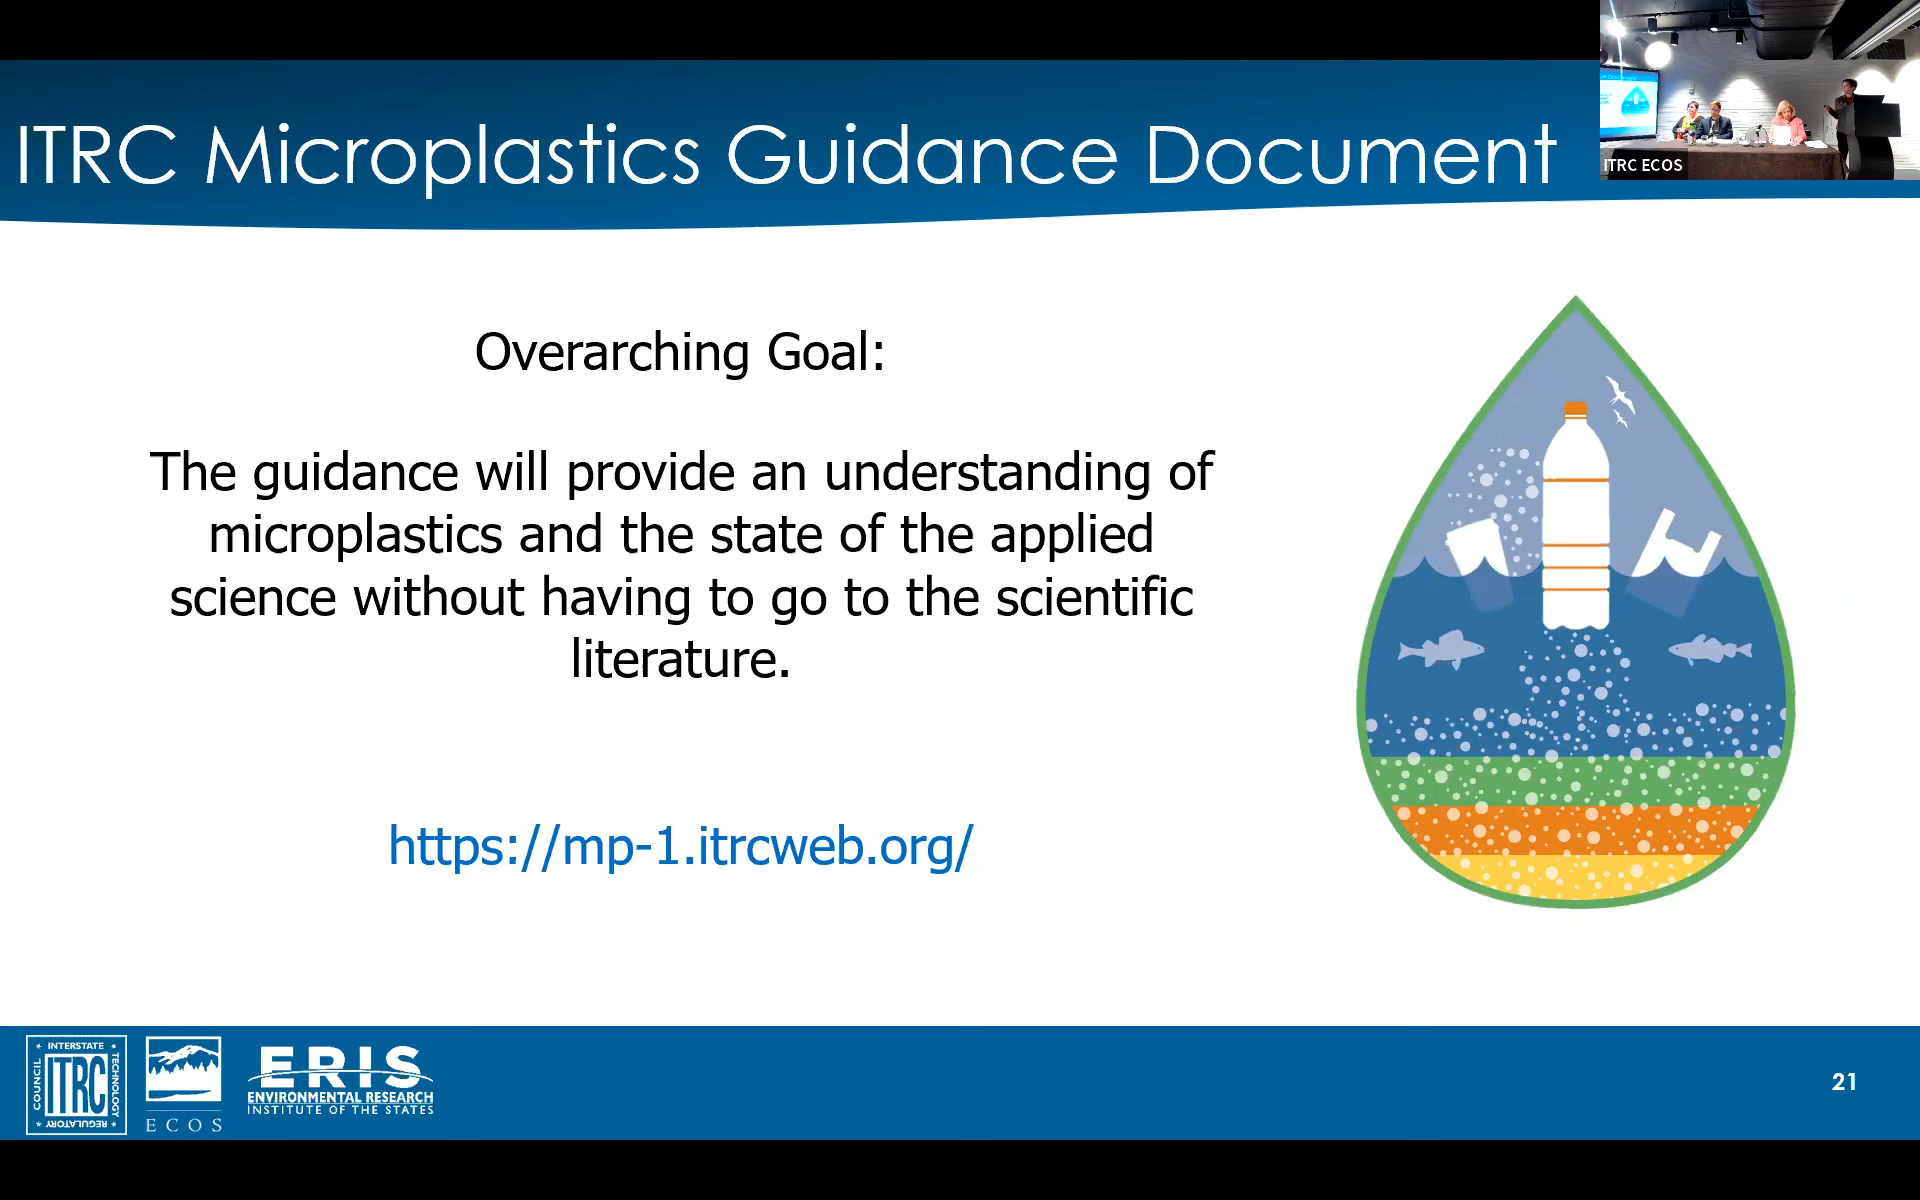 ITRC Microplastics Guidance Document
ITRC ECOS
Overarching Goal:
The guidance will provide an understanding of
microplastics and the state of the applied
science without having to go to the scientific
literature.
https://mp-1.itrcweb.org/
INTERSTATE
COUNCIL
ITRC
TECHNOLOGY
REGULATORY
ECOS
ERIS
ENVIRONMENTAL RESEARCH
INSTITUTE OF THE STATES
21